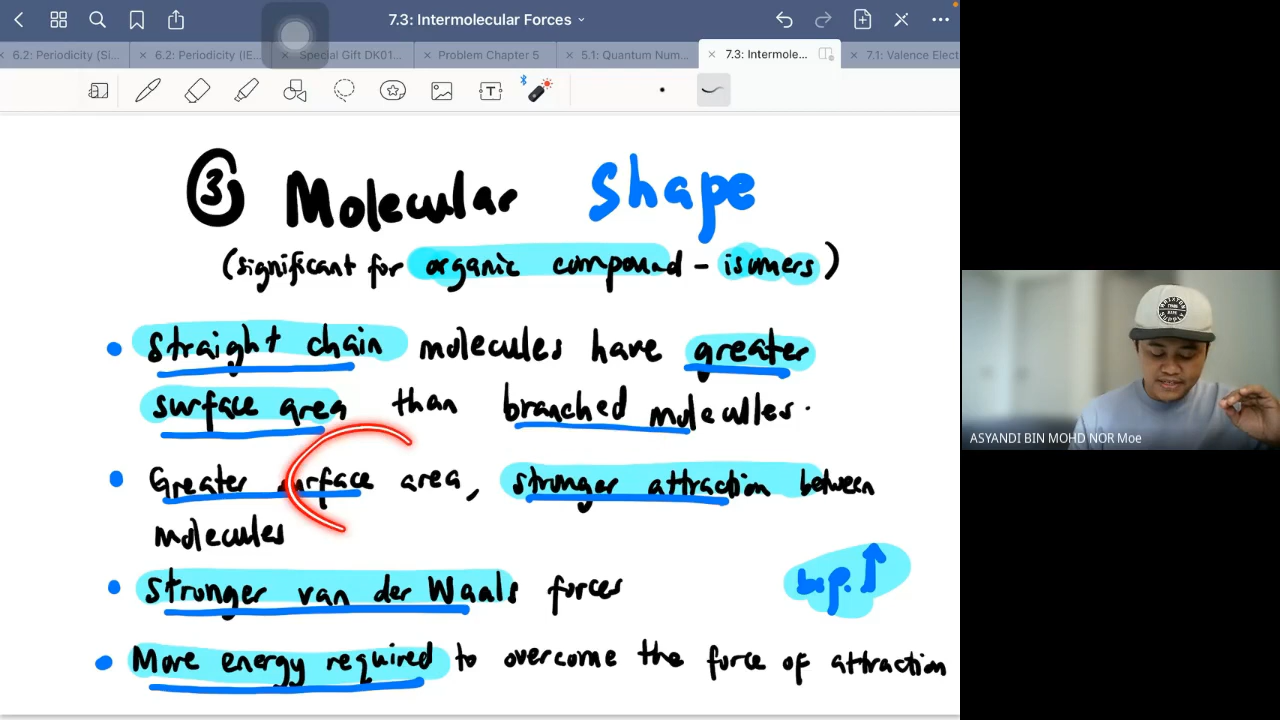 7.3: Intermolecular Forces
6.2: Periodicity (Si...
6.2: Periodicity (IE...
Special Gift DK01...
Problem Chapter 5
5.1: Quantum Num...
7.3: Intermole...
7.1: Valence Elect
③ Molecular Shape
(significant for organic compound - isomers)
• Straight chain molecules have greater
surface area than branched molecules.
• Greater surface area, stronger attraction between
molecules
• Stronger van der Waals forces
b.p. ↑
• More energy required to overcome the force of attraction
ASYANDI BIN MOHD NOR Moe